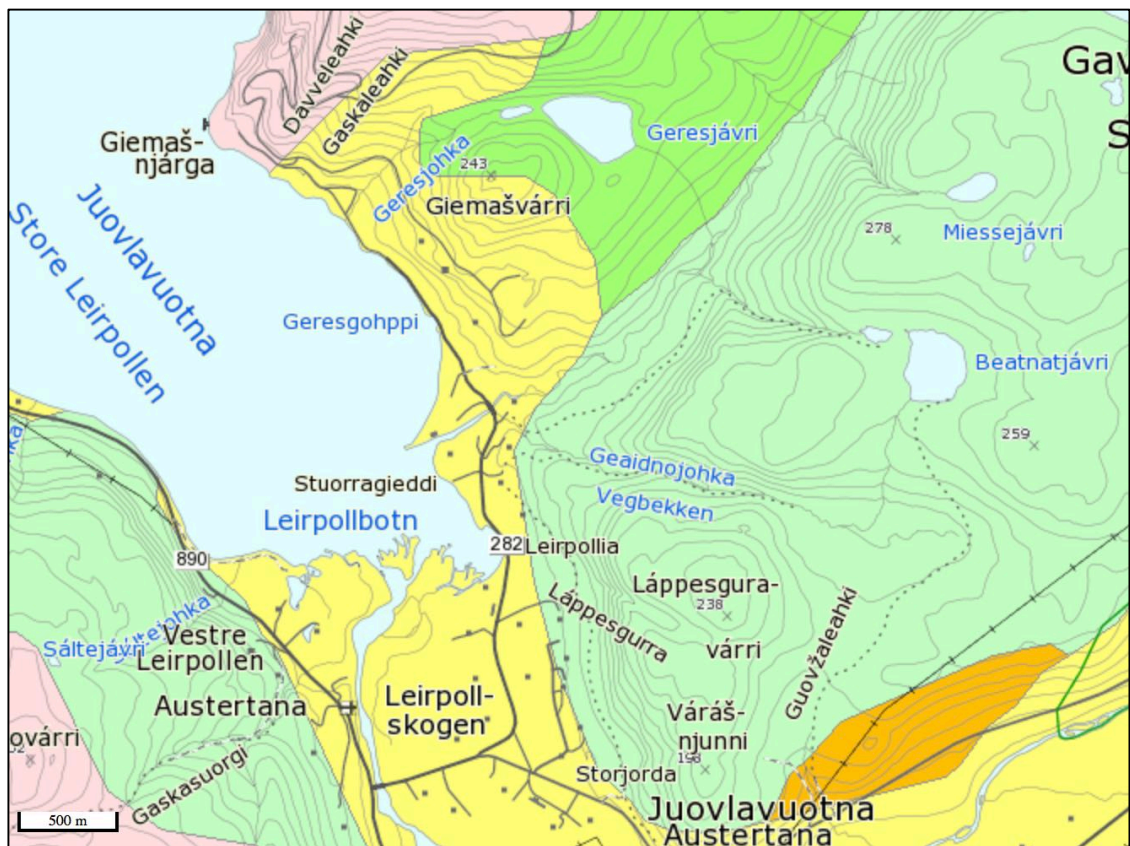 Gav
S
Davveleahki
Gaskaleahki
Giemaš-
njárga
Geresjávri
Geresjohka
243
Giemašvárri
Juovlavuotna
Store Leirpollen
278
Miessejávri
Geresgohppi
Beatnatjávri
259
Geaidnojohka
Vegbekken
Stuorragieddi
Leirpollbotn
890
282
Leirpollia
Láppesgura-
238
várri
Láppesgurra
Guovžaleahki
Sáltejávri
Vestre
Leirpollen
Austertana
Leirpoll-
skogen
Váráš-
njunni
198
ovárri
Gaskasuorgi
Storjorda
Juovlavuotna
Austertana
500 m